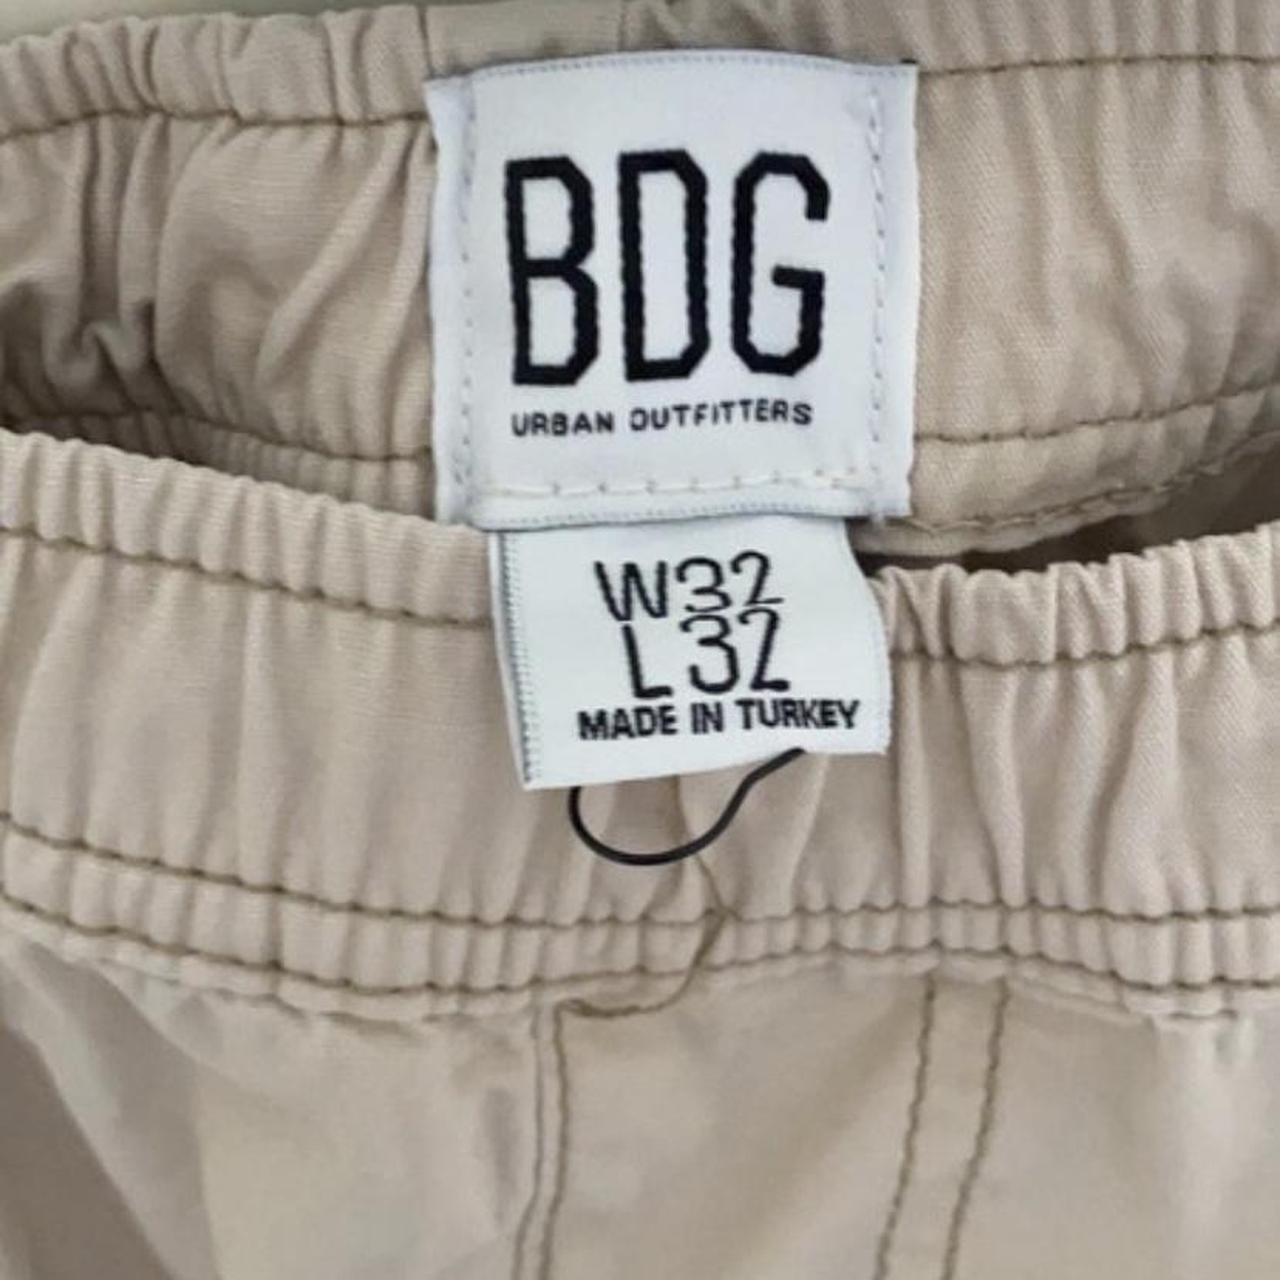 BDG
URBAN OUTFITTERS
W32
L32
MADE IN TURKEY